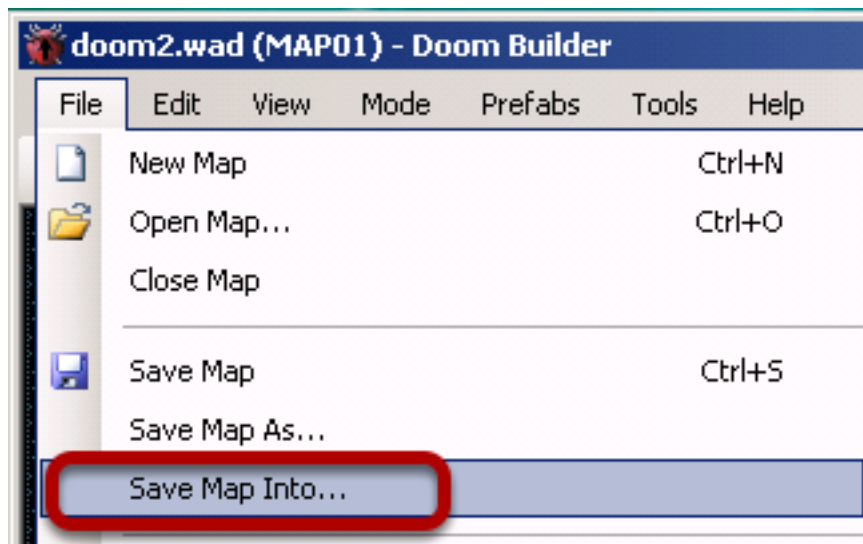 doom2.wad (MAP01) - Doom Builder
File Edit View Mode Prefabs Tools Help
New Map Ctrl+N
Open Map... Ctrl+O
Close Map
Save Map Ctrl+S
Save Map As...
Save Map Into...